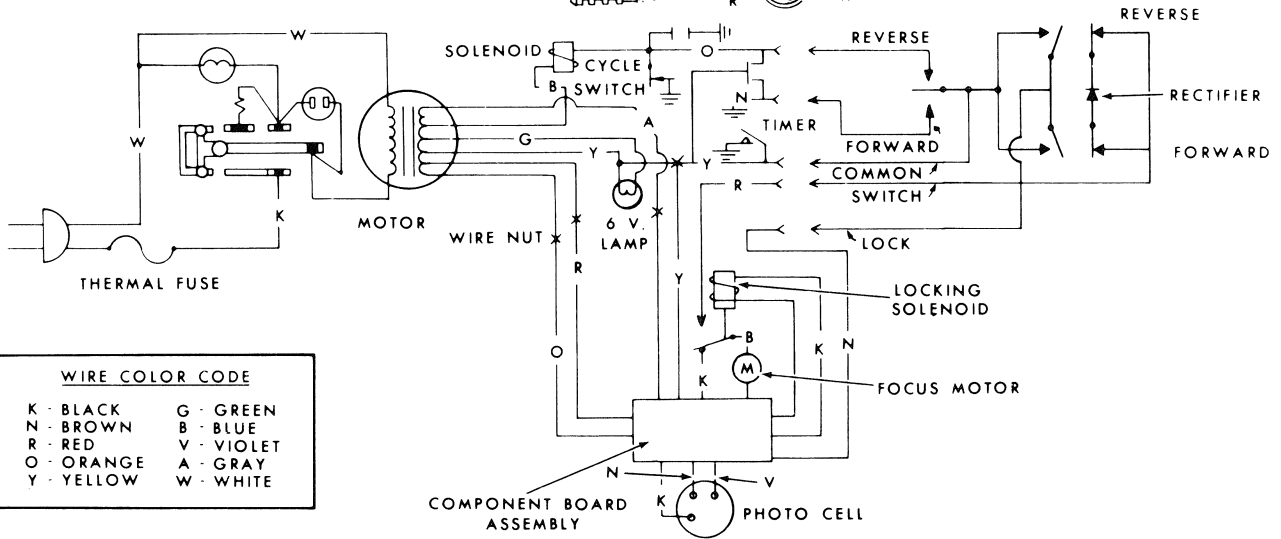 R
REVERSE
W
SOLENOID
O
REVERSE
CYCLE
B
SWITCH
N
RECTIFIER
A
TIMER
W
G
Y
Y
FORWARD
FORWARD
COMMON
R
SWITCH
K
MOTOR
6 V.
LAMP
WIRE NUT
LOCK
R
Y
THERMAL FUSE
LOCKING
SOLENOID
B
O
K
N
M
K
FOCUS MOTOR
WIRE COLOR CODE
K - BLACK
N - BROWN
R - RED
O - ORANGE
Y - YELLOW
G - GREEN
B - BLUE
V - VIOLET
A - GRAY
W - WHITE
N
V
K
COMPONENT BOARD
ASSEMBLY
PHOTO CELL